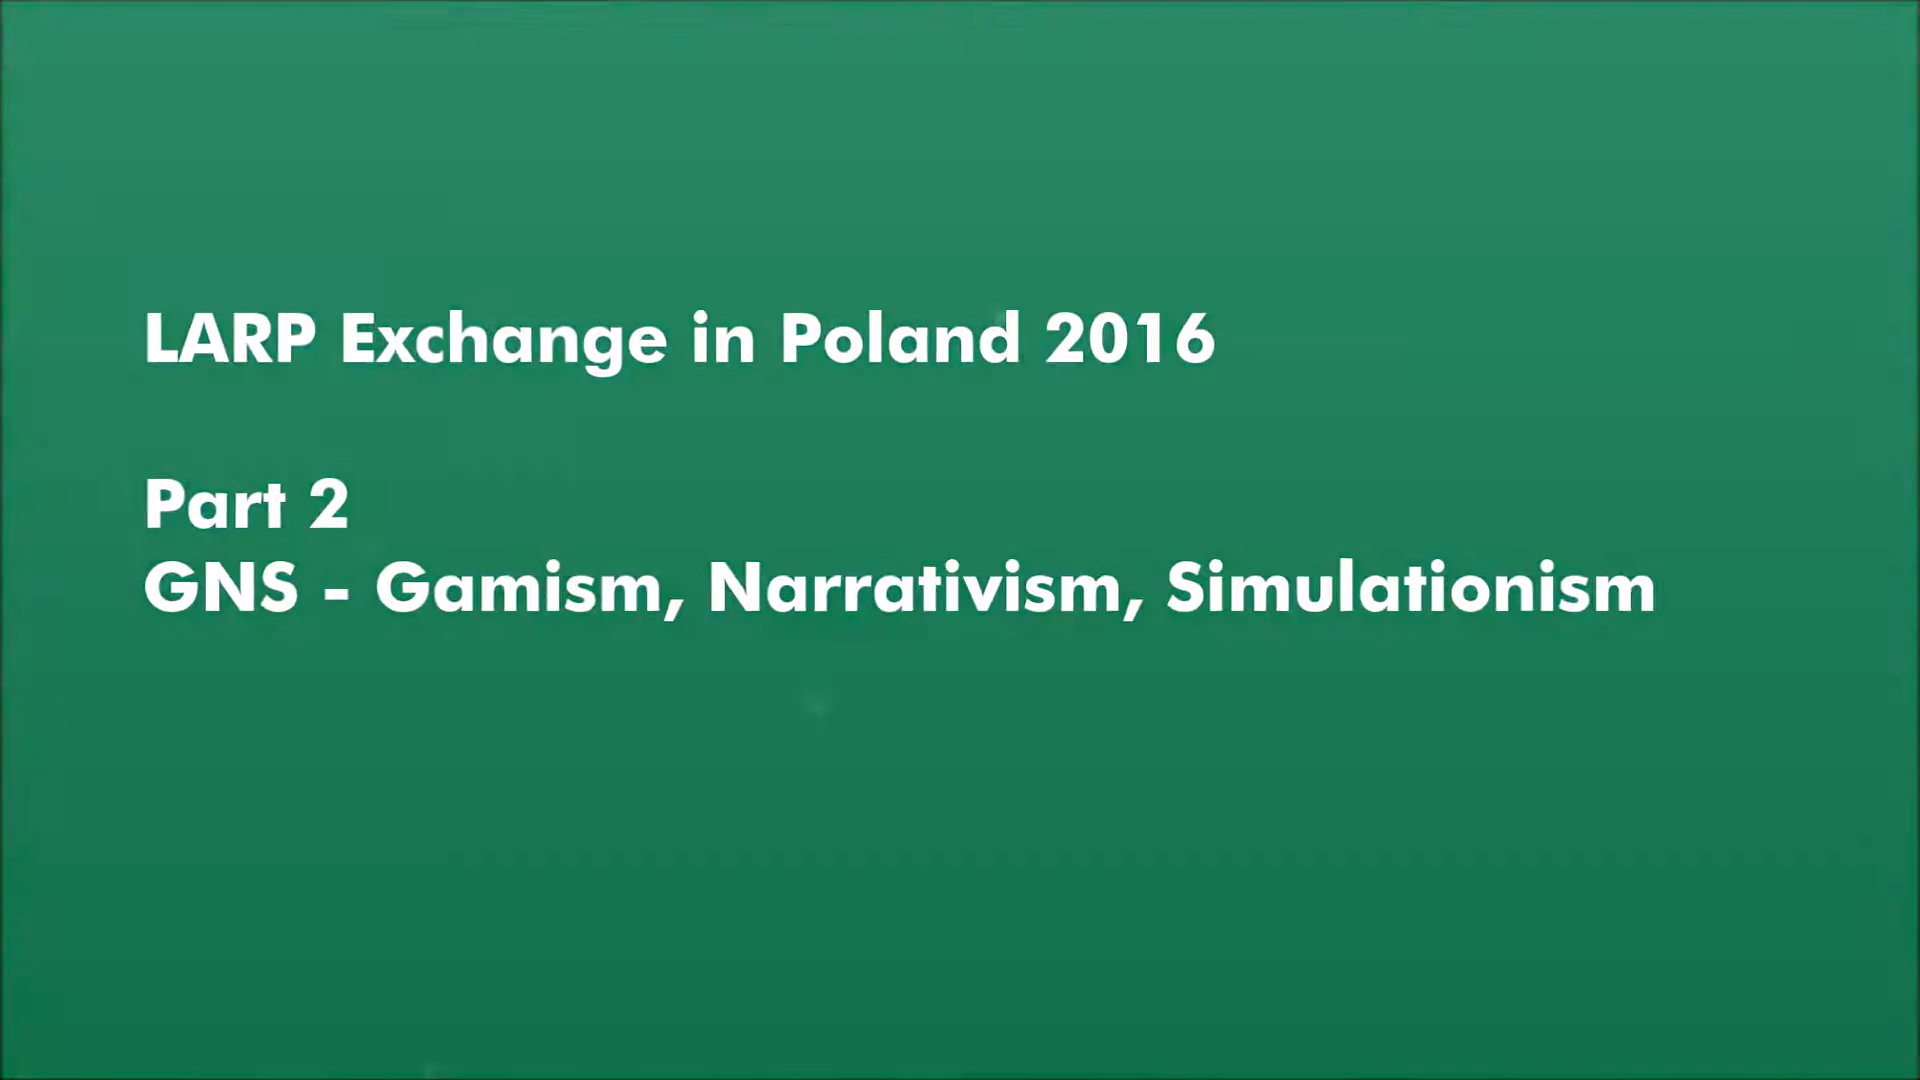 LARP Exchange in Poland 2016
Part 2
GNS - Gamism, Narrativism, Simulationism